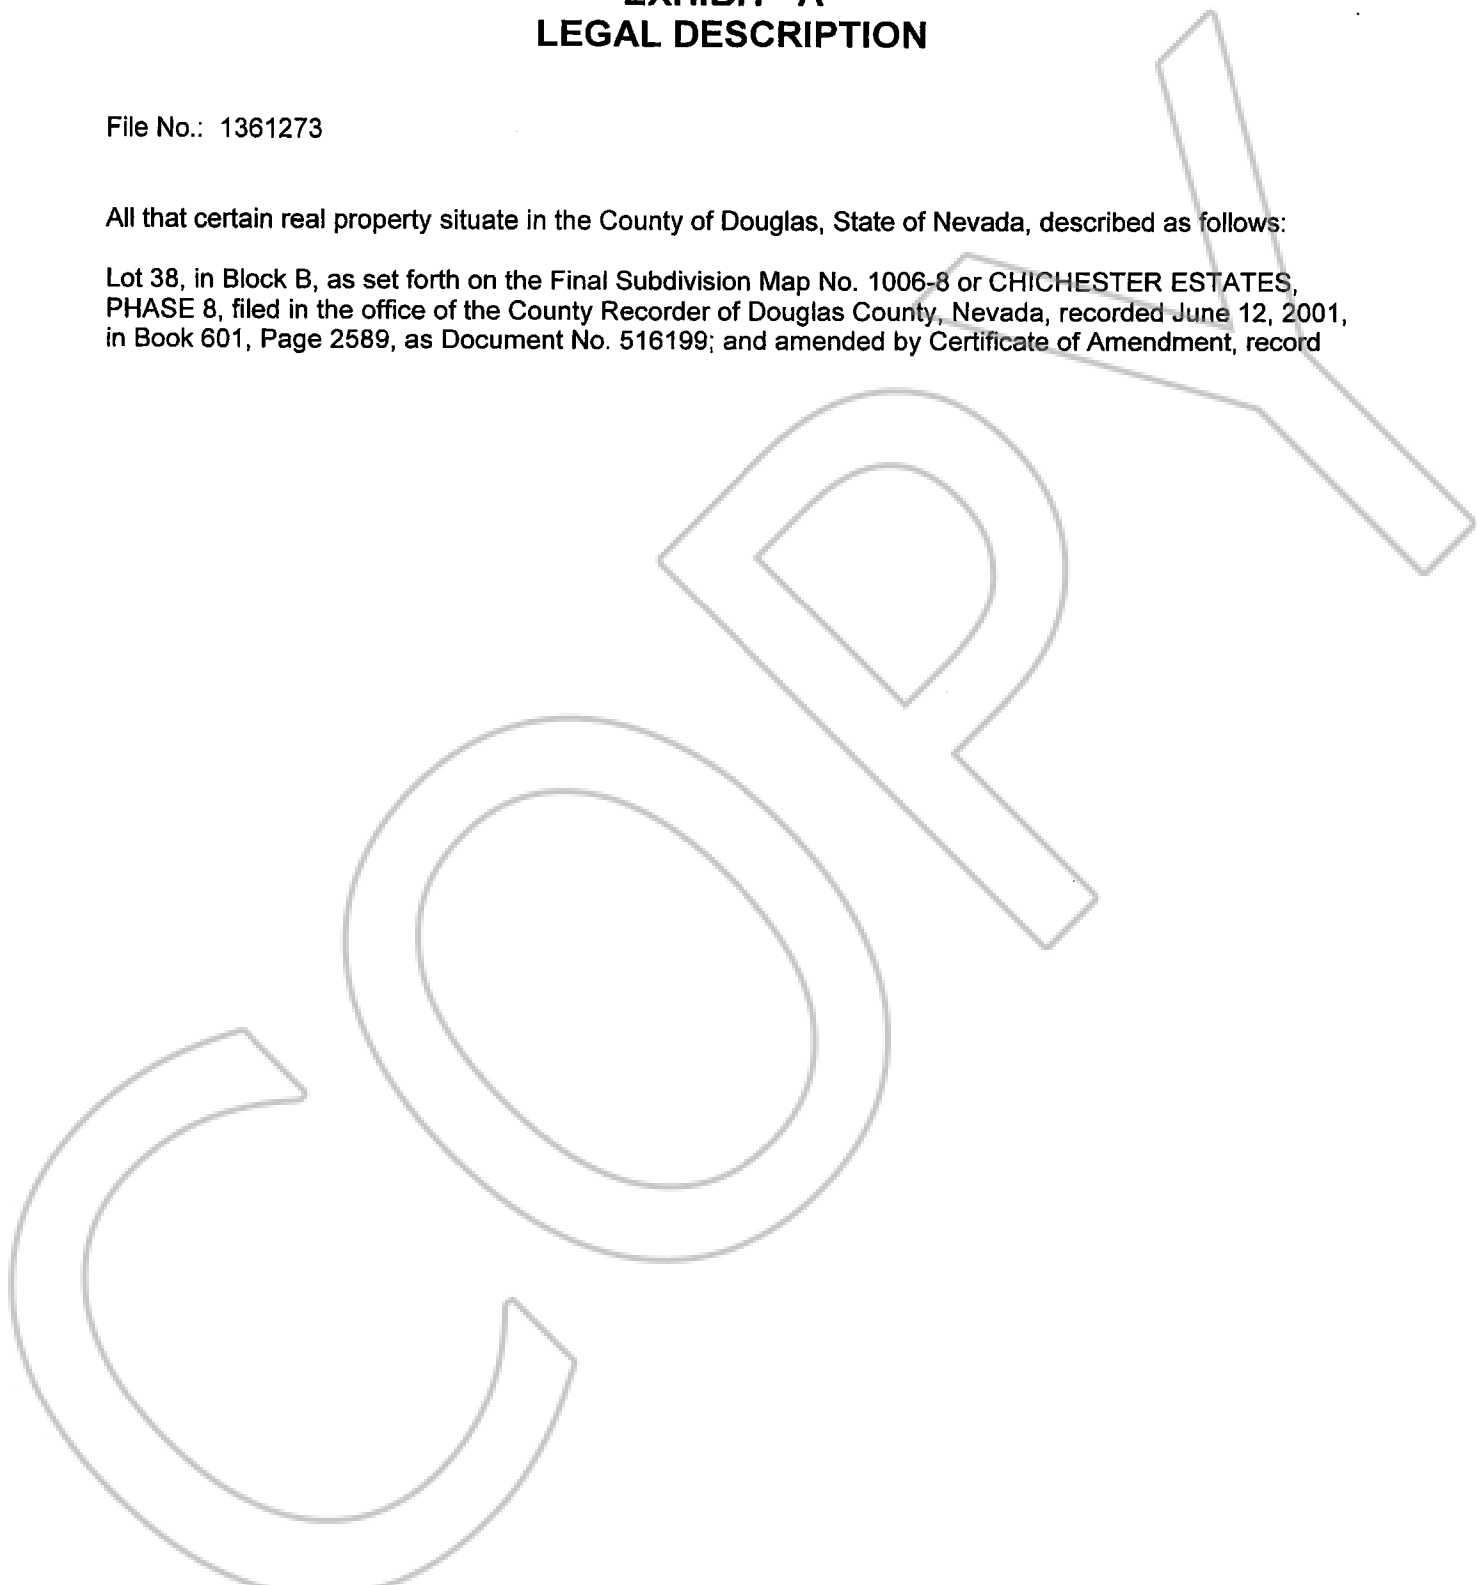 EXHIBIT "A"
LEGAL DESCRIPTION
File No.: 1361273
All that certain real property situate in the County of Douglas, State of Nevada, described as follows:
Lot 38, in Block B, as set forth on the Final Subdivision Map No. 1006-8 or CHICHESTER ESTATES,
PHASE 8, filed in the office of the County Recorder of Douglas County, Nevada, recorded June 12, 2001,
in Book 601, Page 2589, as Document No. 516199; and amended by Certificate of Amendment, record
COPY